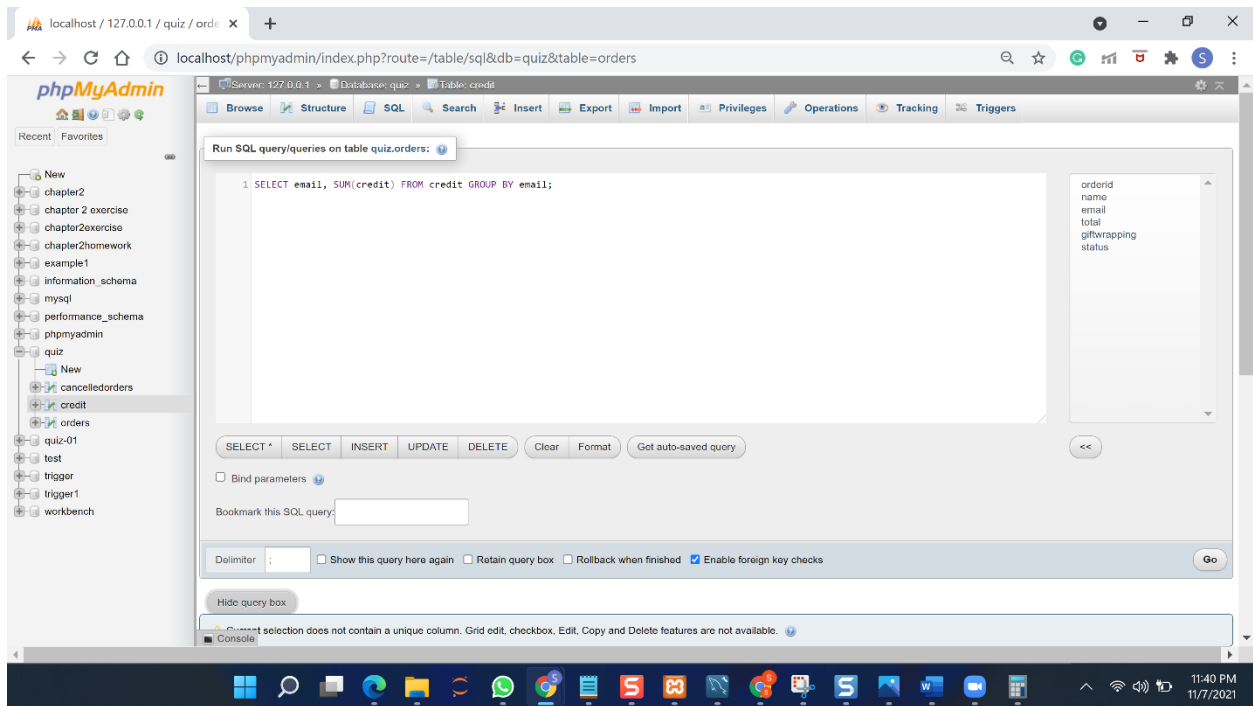 localhost / 127.0.0.1 / quiz / orde
localhost/phpmyadmin/index.php?route=/table/sql&db=quiz&table=orders
S
phpMyAdmin
Recent Favorites
New
chapter2
chapter 2 exercise
chapter2exercise
chapter2homework
example1
information_schema
mysql
performance_schema
phpmyadmin
quiz
New
cancelledorders
credit
orders
quiz-01
test
trigger
trigger1
workbench
Server: 127.0.0.1 » Database: quiz » Table: credit
Browse Structure SQL Search Insert Export Import Privileges Operations Tracking Triggers
Run SQL query/queries on table quiz.orders:
1 SELECT email, SUM(credit) FROM credit GROUP BY email;
orderid
name
email
total
giftwrapping
status
SELECT * SELECT INSERT UPDATE DELETE Clear Format Get auto-saved query <<
Bind parameters
Bookmark this SQL query:
Delimiter ; Show this query here again Retain query box Rollback when finished Enable foreign key checks Go
Hide query box
Current selection does not contain a unique column. Grid edit, checkbox, Edit, Copy and Delete features are not available.
Console
11:40 PM
11/7/2021